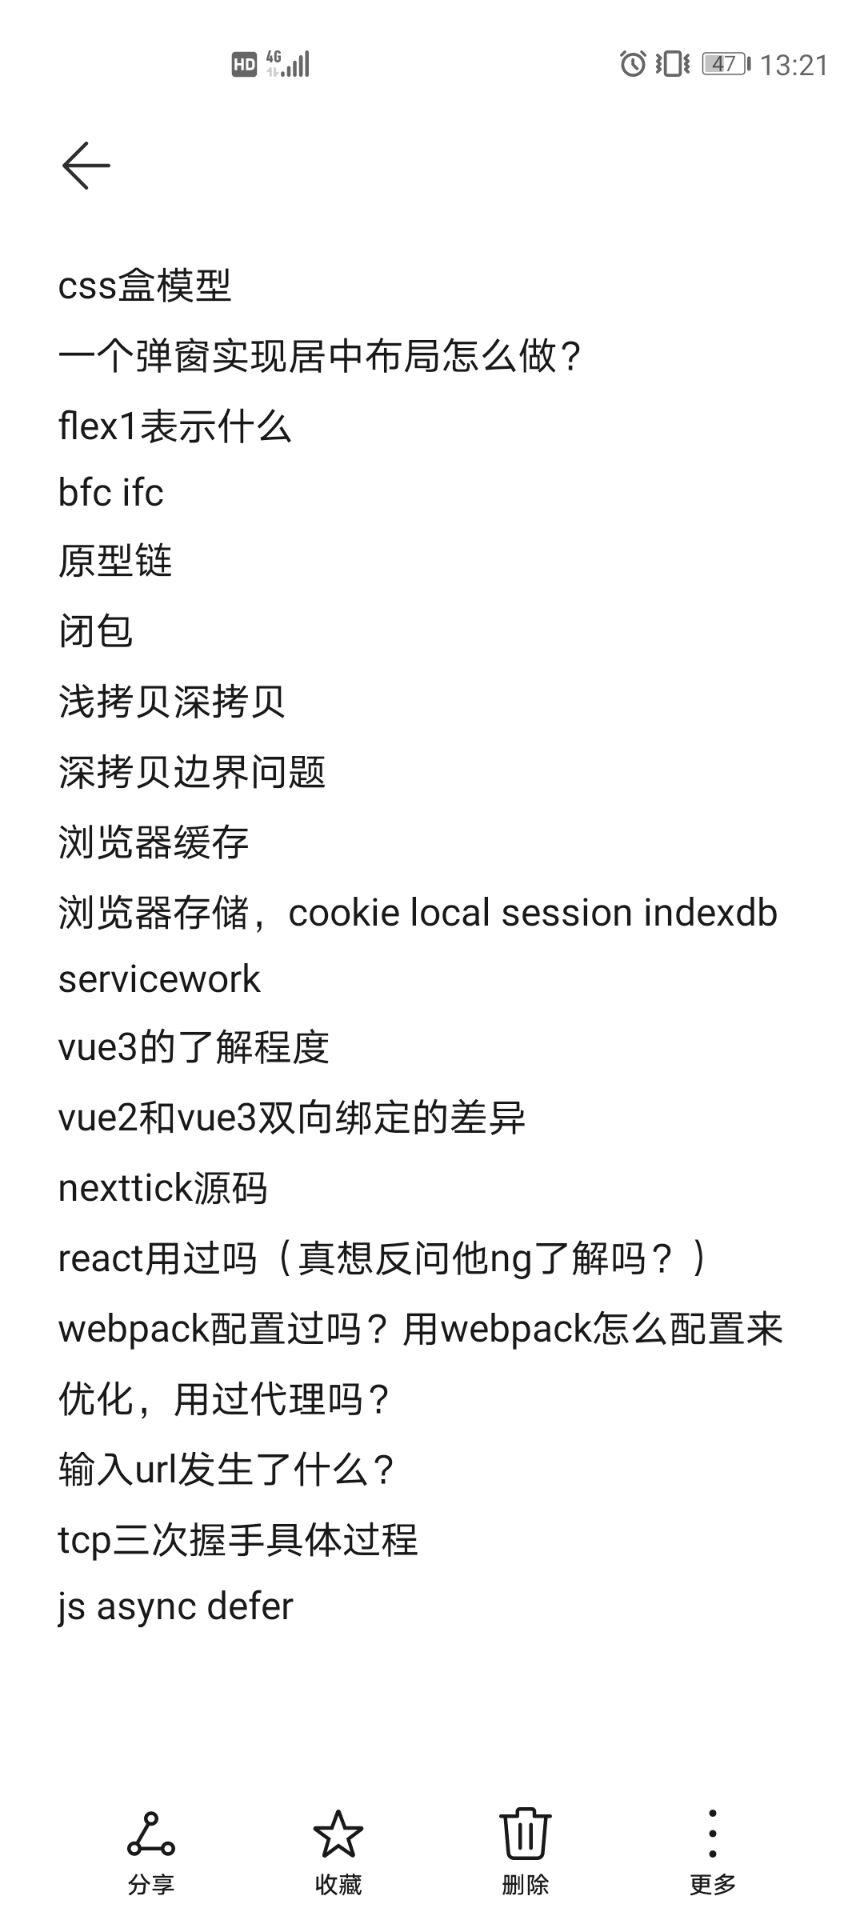 HD 4G 47 13:21
css盒模型
一个弹窗实现居中布局怎么做？
flex1表示什么
bfc ifc
原型链
闭包
浅拷贝深拷贝
深拷贝边界问题
浏览器缓存
浏览器存储，cookie local session indexdb
servicework
vue3的了解程度
vue2和vue3双向绑定的差异
nexttick源码
react用过吗（真想反问他ng了解吗？）
webpack配置过吗？用webpack怎么配置来
优化，用过代理吗？
输入url发生了什么？
tcp三次握手具体过程
js async defer
分享 收藏 删除 更多